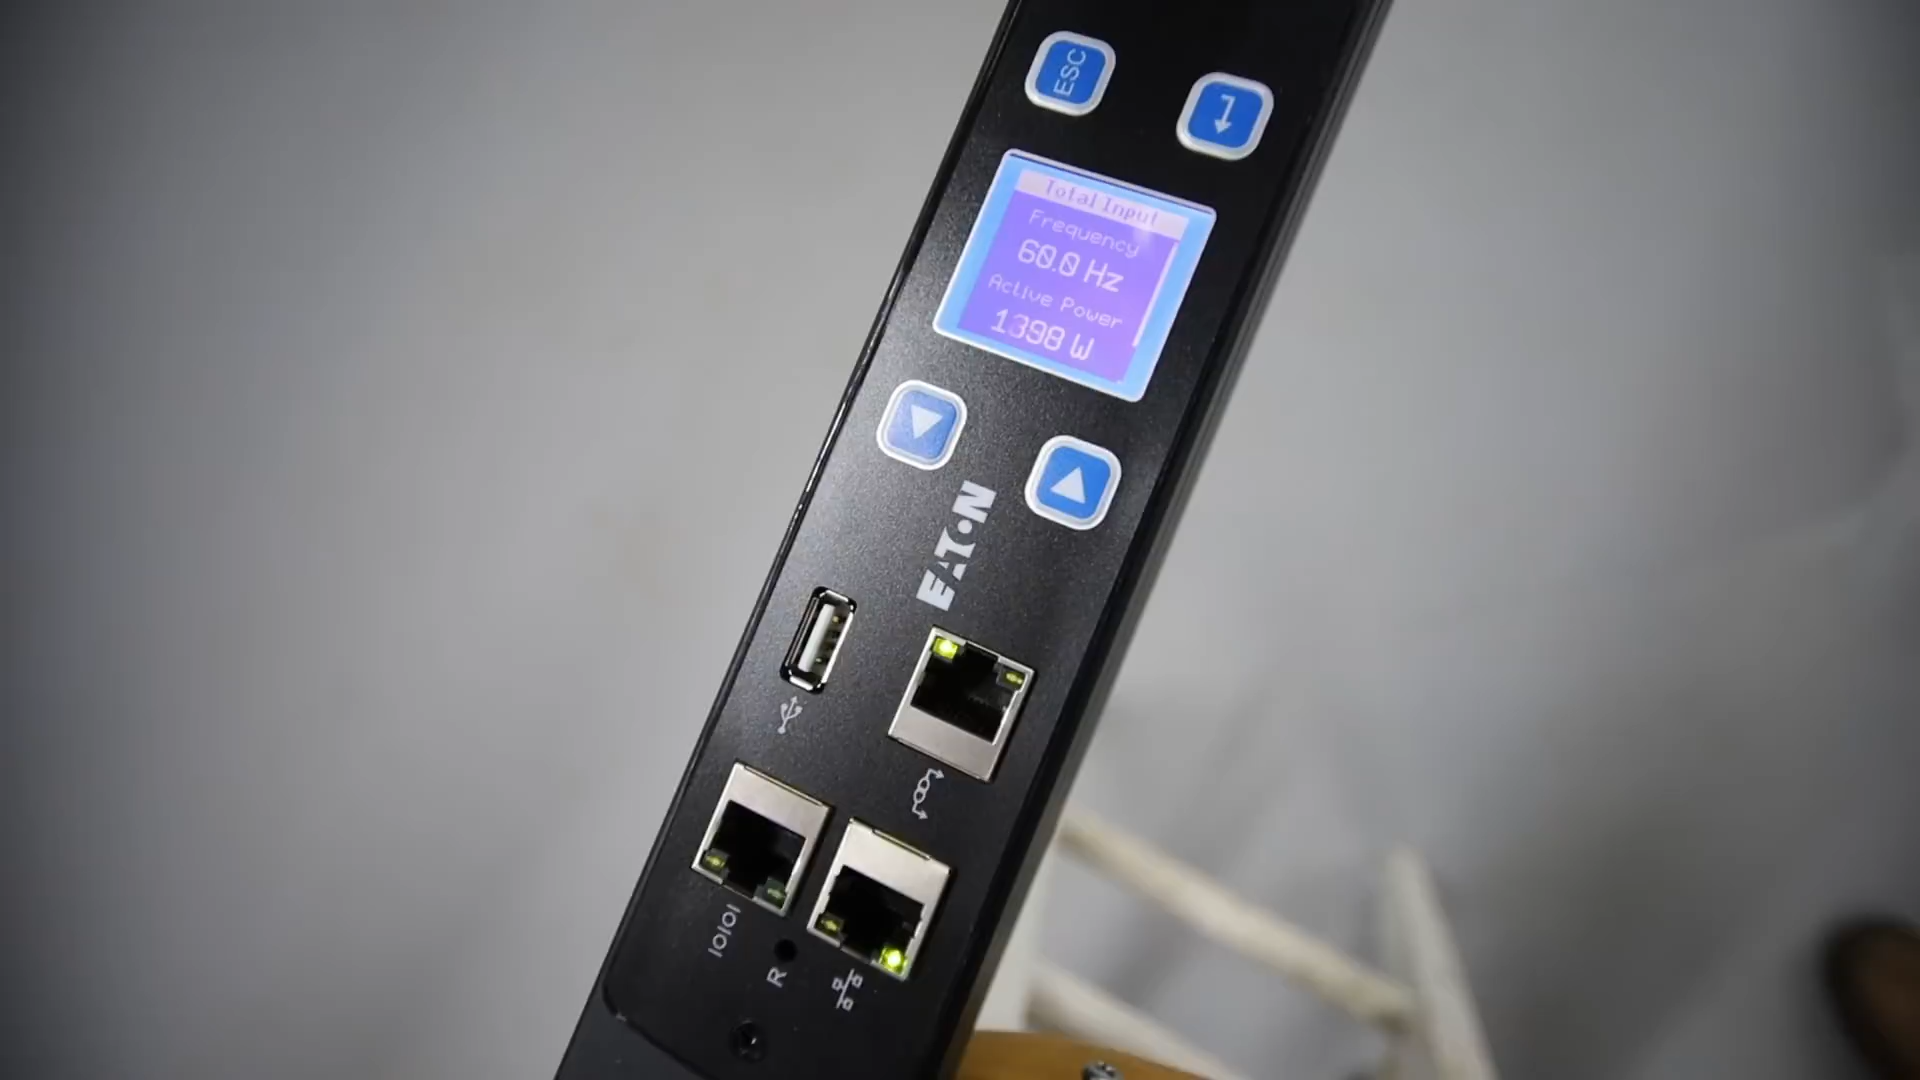 ESC
Total Input
Frequency
60.0 Hz
Active Power
1398 W
EATON
IOIOI
R